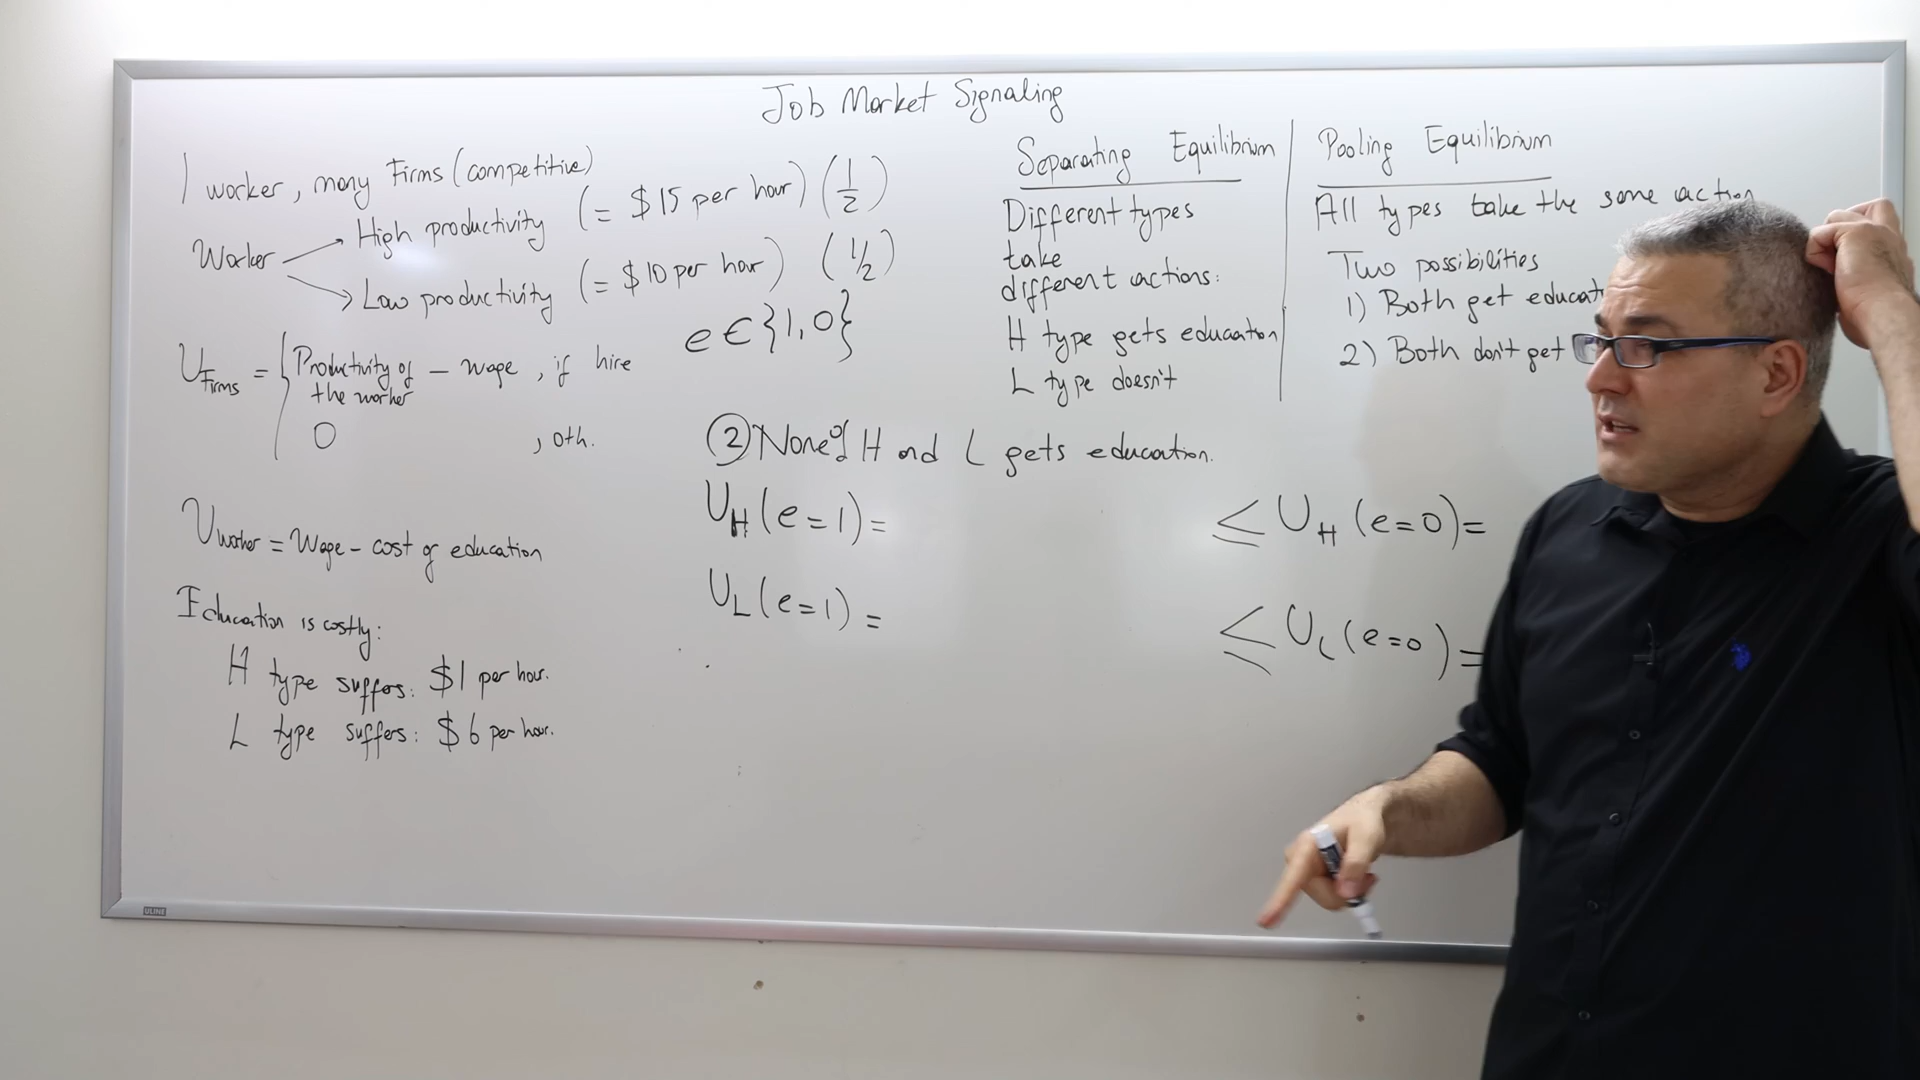 Job Market Signaling
1 worker, many Firms (competitive)
Worker
High productivity (= $15 per hour) (1/2)
Low productivity (= $10 per hour) (1/2)
e ∈ {1,0}
U Firms = { Productivity of the worker - wage , if hire
0 , oth.
U worker = Wage - cost of education
Education is costly:
H type suffers: $1 per hour.
L type suffers: $6 per hour.
Separating Equilibrium
Different types
take
different actions:
H type gets education
L type doesn't
Pooling Equilibrium
All types take the same action
Two possibilities
1) Both get educat
2) Both don't get
② None of H and L gets education.
U_H (e=1) = ≤ U_H (e=0) =
U_L (e=1) = ≤ U_L (e=0) =
ULINE